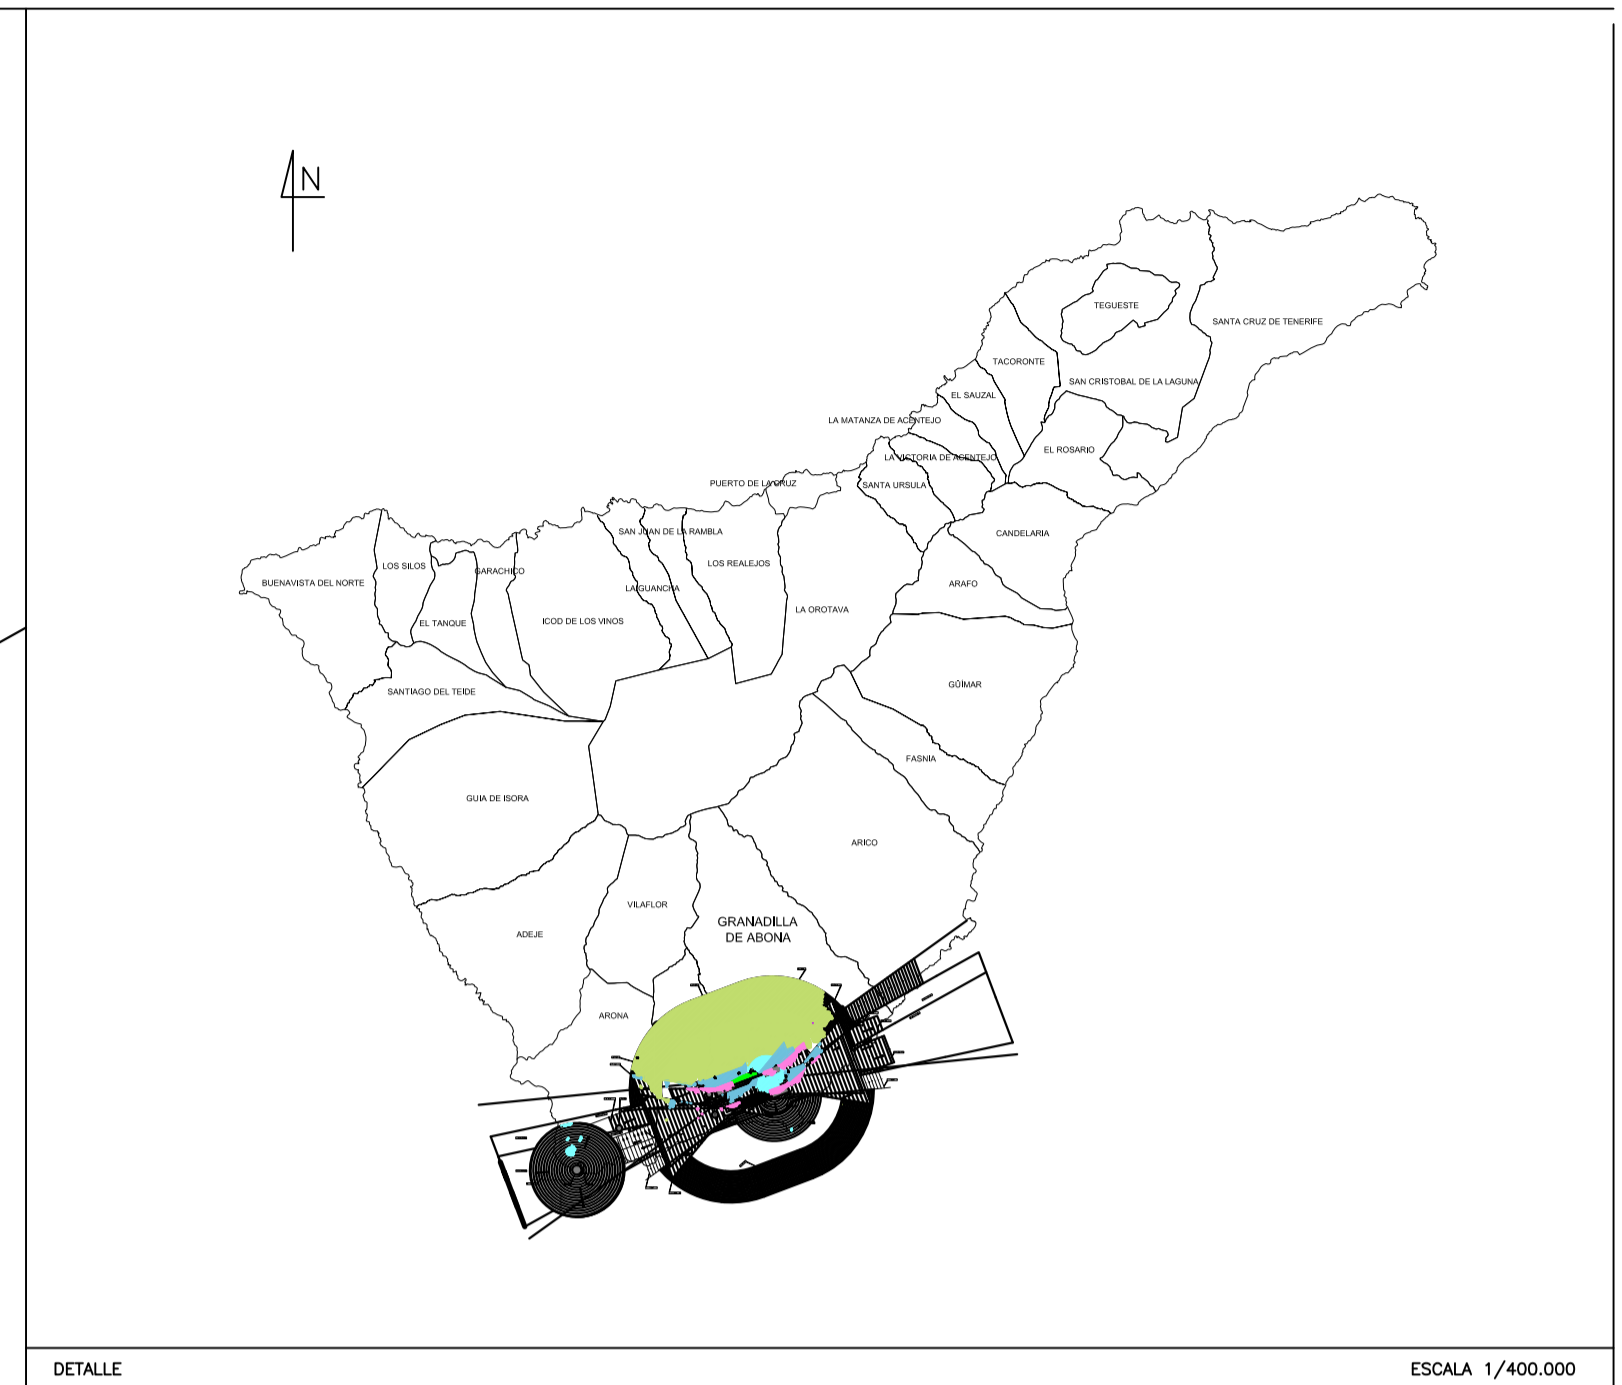 N
TEGUESTE
SANTA CRUZ DE TENERIFE
TACORONTE
SAN CRISTOBAL DE LA LAGUNA
EL SAUZAL
LA MATANZA DE ACENTEJO
EL ROSARIO
LA VICTORIA DE ACENTEJO
PUERTO DE LA CRUZ
SANTA URSULA
SAN JUAN DE LA RAMBLA
CANDELARIA
LOS REALEJOS
LOS SILOS
GARACHICO
BUENAVISTA DEL NORTE
ARAFO
LA GUANCHA
LA OROTAVA
EL TANQUE
ICOD DE LOS VINOS
GÜIMAR
SANTIAGO DEL TEIDE
FASNIA
GUIA DE ISORA
ARICO
VILAFLOR
GRANADILLA
DE ABONA
ADEJE
ARONA
DETALLE
ESCALA 1/400.000